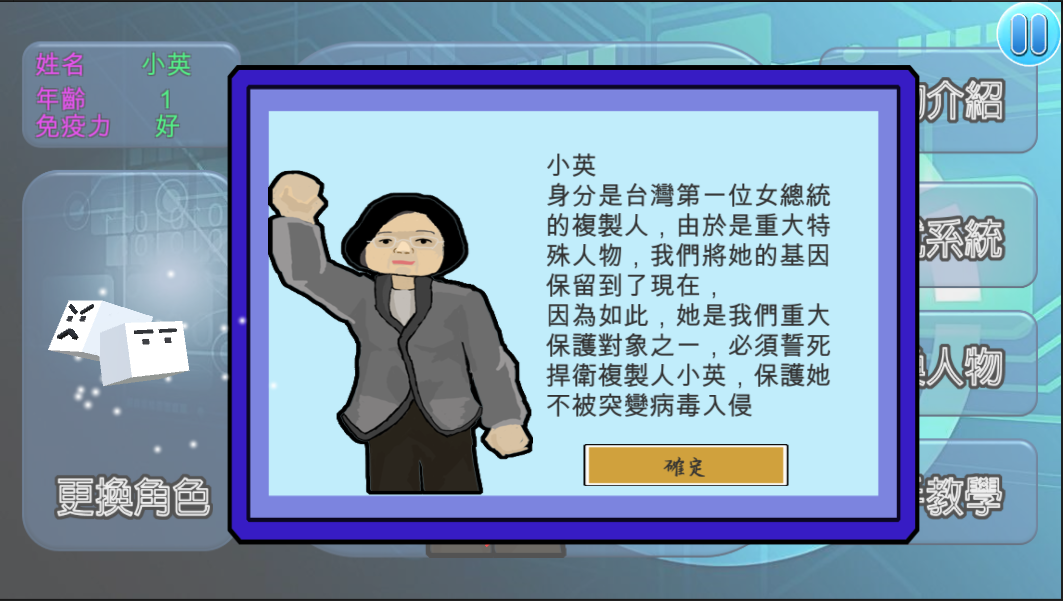 姓名 小英
年齡 1
免疫力 好
更換角色
小英
身分是台灣第一位女總統
的複製人，由於是重大特
殊人物，我們將她的基因
保留到了現在，
因為如此，她是我們重大
保護對象之一，必須誓死
捍衛複製人小英，保護她
不被突變病毒入侵
確定
介紹
系統
人物
教學